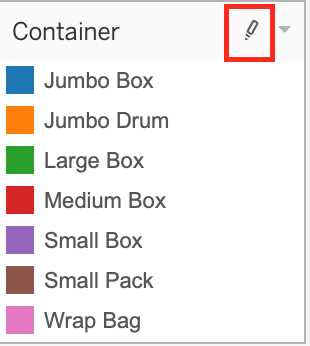 Container
Jumbo Box
Jumbo Drum
Large Box
Medium Box
Small Box
Small Pack
Wrap Bag